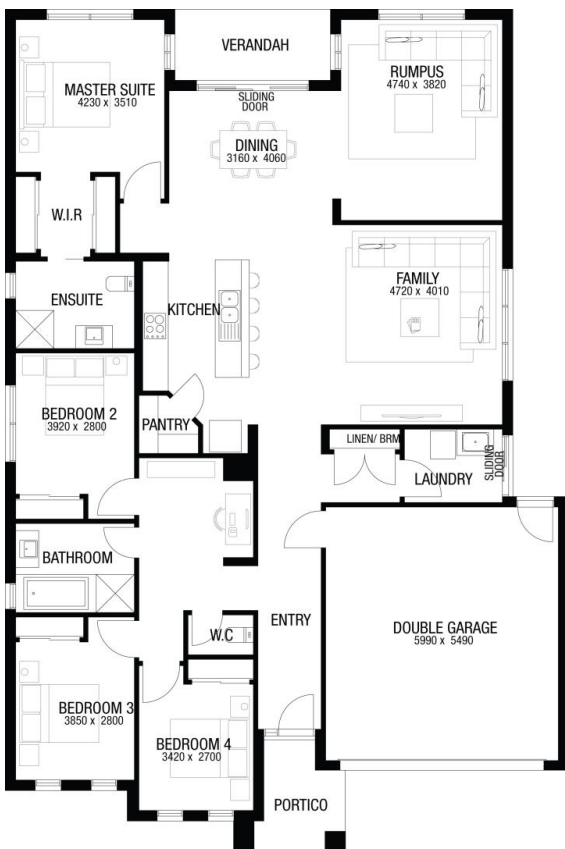 VERANDAH
MASTER SUITE
4230 x 3510
RUMPUS
4740 x 3820
SLIDING
DOOR
DINING
3160 x 4060
W.I.R
ENSUITE
KITCHEN
FAMILY
4720 x 4010
BEDROOM 2
3920 x 2800
PANTRY
LINEN/ BRM
LAUNDRY
SLIDING
DOOR
BATHROOM
W.C
ENTRY
DOUBLE GARAGE
5990 x 5490
BEDROOM 3
3850 x 2800
BEDROOM 4
3420 x 2700
PORTICO